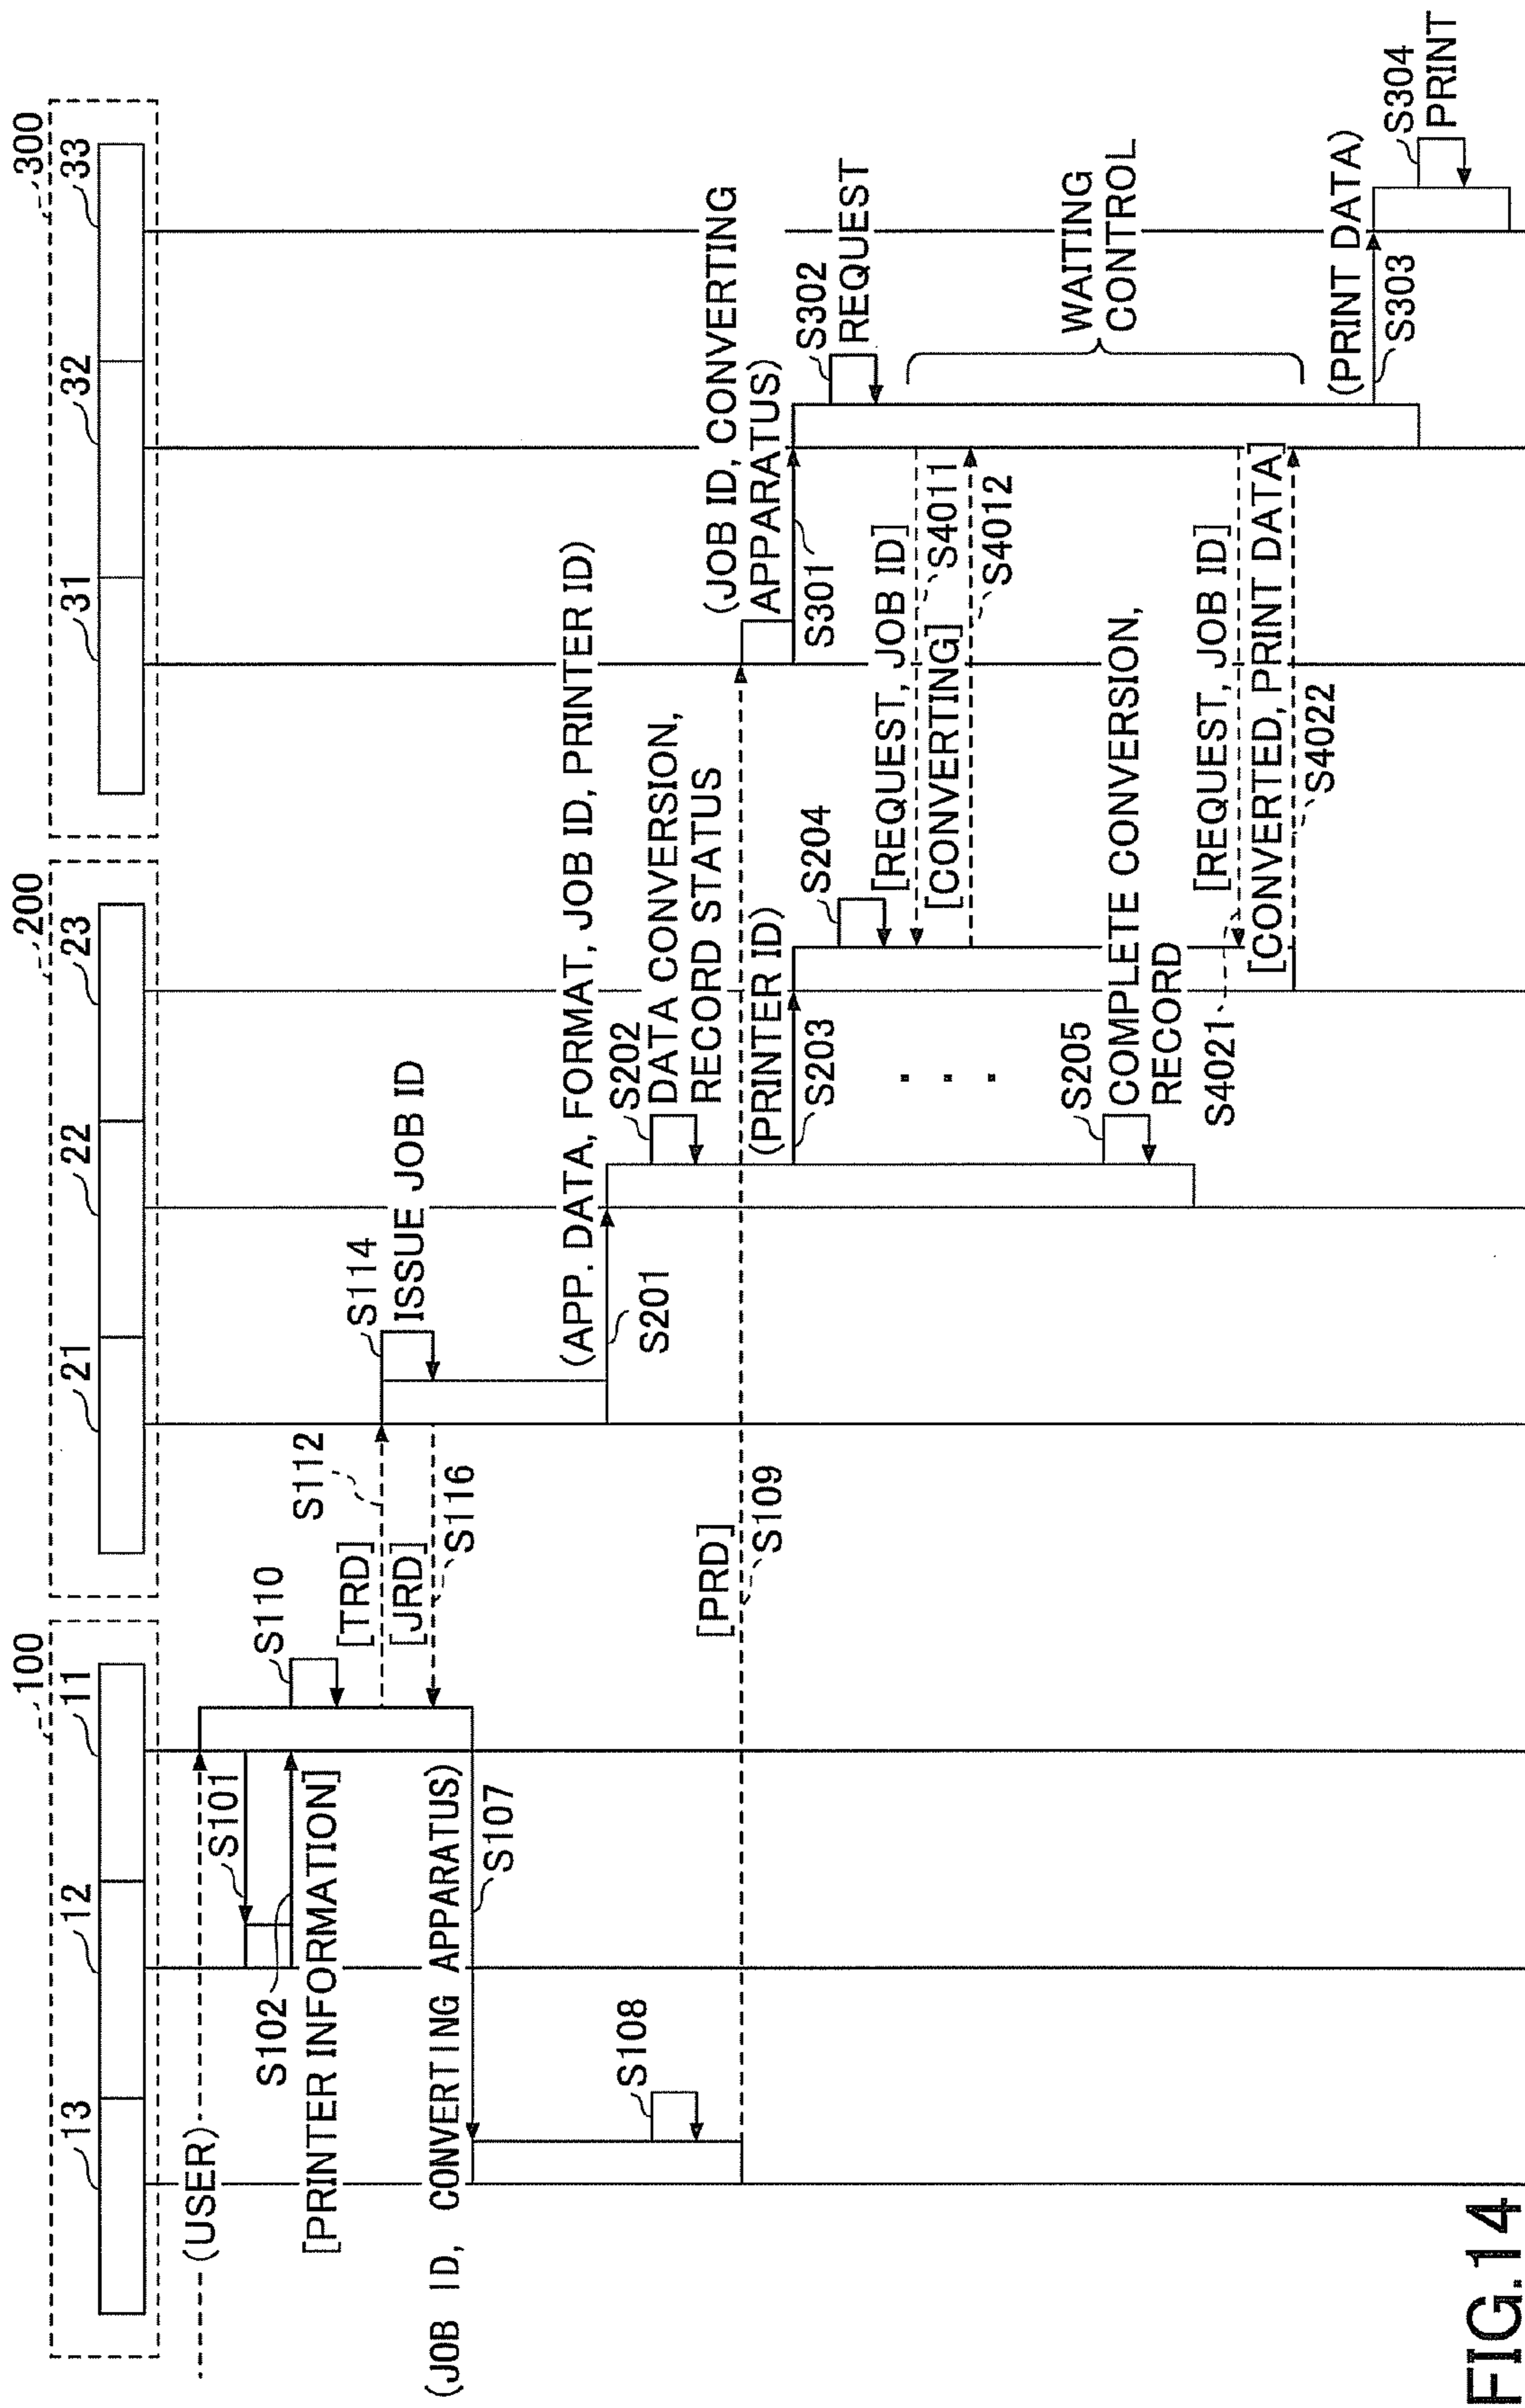 100
13
12
11
200
21
22
23
300
31
32
33
(USER)
S101
S102
[PRINTER INFORMATION]
S110
[TRD]
S112
S114
ISSUE JOB ID
[JRD]
S116
(JOB ID, CONVERTING APPARATUS)
S107
(APP. DATA, FORMAT, JOB ID, PRINTER ID)
S201
S108
S202
DATA CONVERSION,
RECORD STATUS
[PRD]
S109
(JOB ID, CONVERTING
APPARATUS)
(PRINTER ID)
S203
S301
S204
S302
REQUEST
[REQUEST, JOB ID]
S4011
[CONVERTING]
S4012
WAITING
CONTROL
. . .
S205
COMPLETE CONVERSION,
RECORD
[REQUEST, JOB ID]
S4021
[CONVERTED, PRINT DATA]
S4022
(PRINT DATA)
S303
S304
PRINT
FIG.14